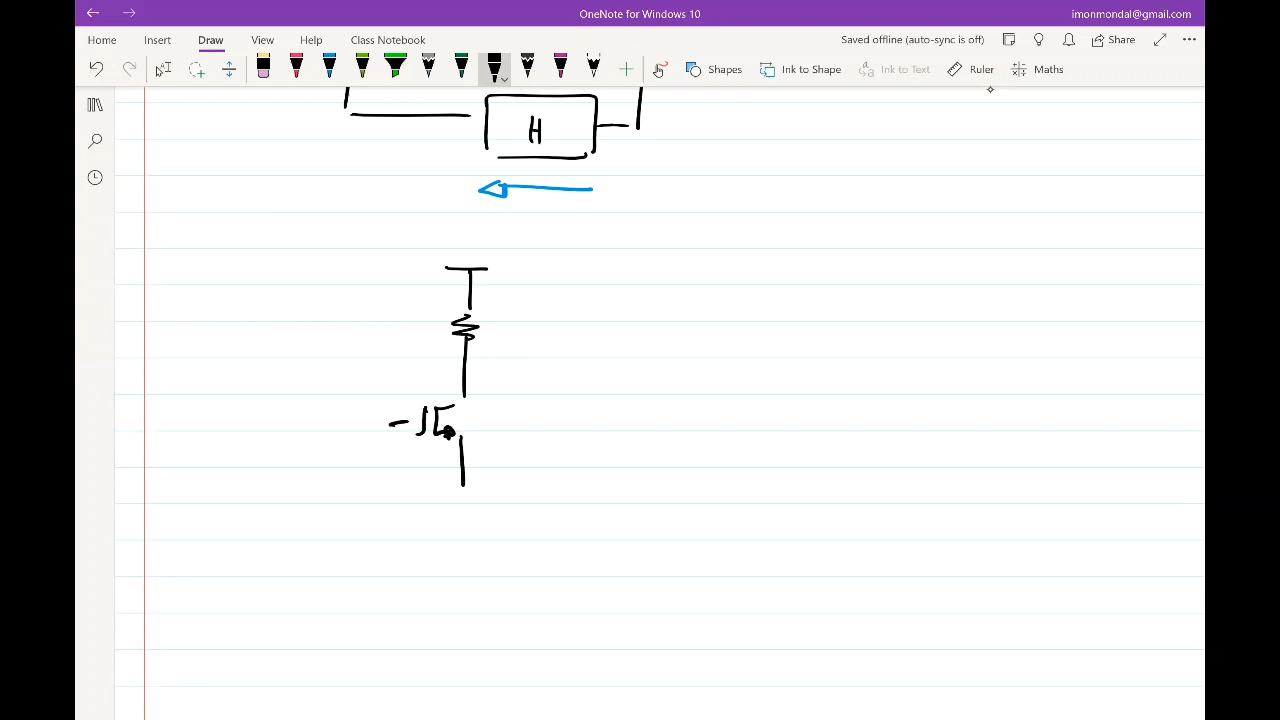 OneNote for Windows 10
imonmondal@gmail.com
Home Insert Draw View Help Class Notebook
Saved offline (auto-sync is off)
Share
Shapes Ink to Shape Ink to Text Ruler Maths
H